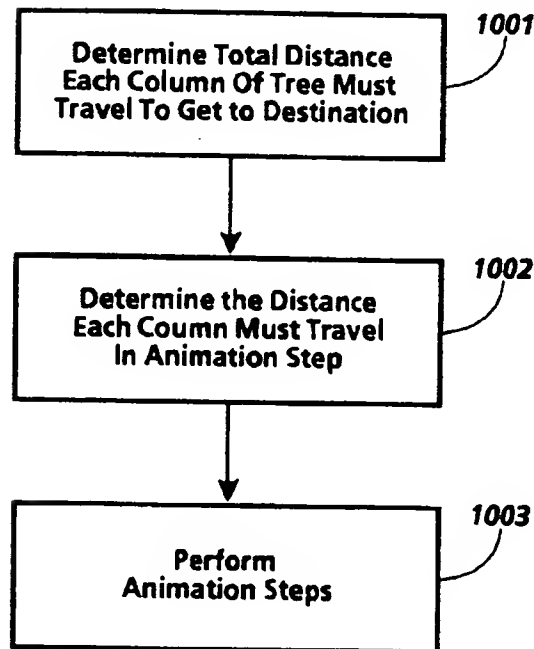 1001
Determine Total Distance
Each Column Of Tree Must
Travel To Get to Destination
1002
Determine the Distance
Each Coumn Must Travel
In Animation Step
1003
Perform
Animation Steps